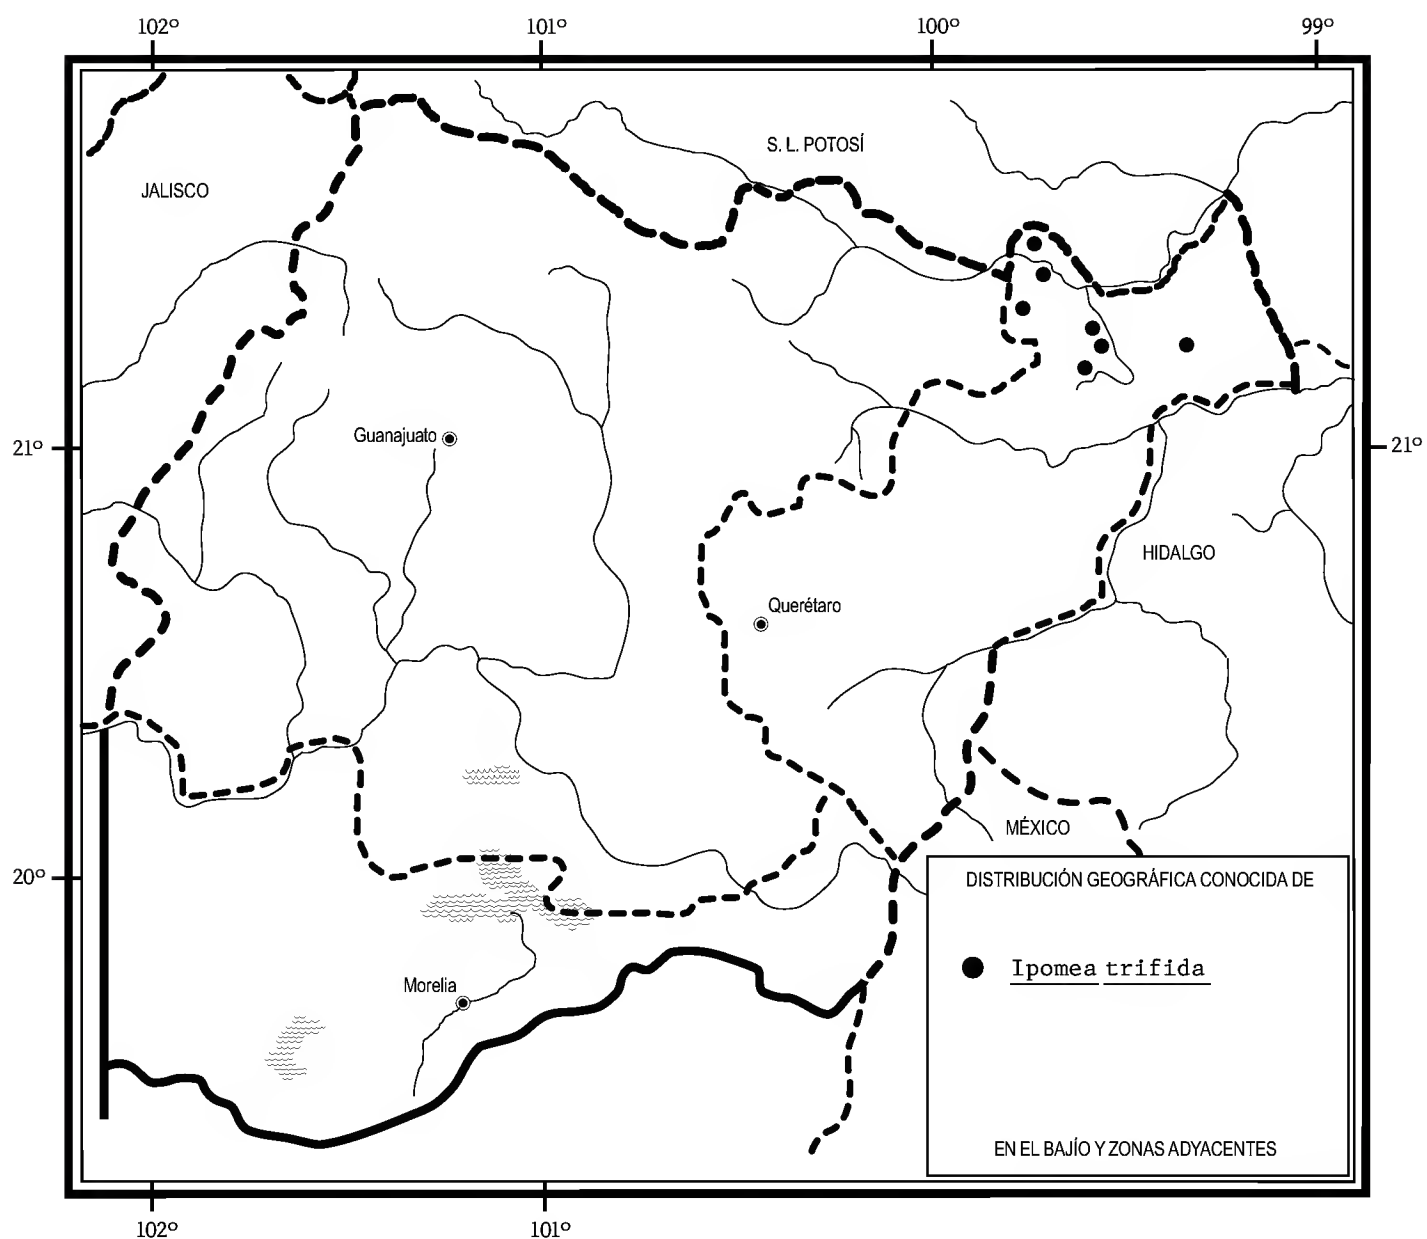 102° 101° 100° 99°
S. L. POTOSÍ
JALISCO
Guanajuato
21° 21°
HIDALGO
Querétaro
MÉXICO
20°
DISTRIBUCIÓN GEOGRÁFICA CONOCIDA DE
Ipomea trifida
Morelia
EN EL BAJÍO Y ZONAS ADYACENTES
102° 101°